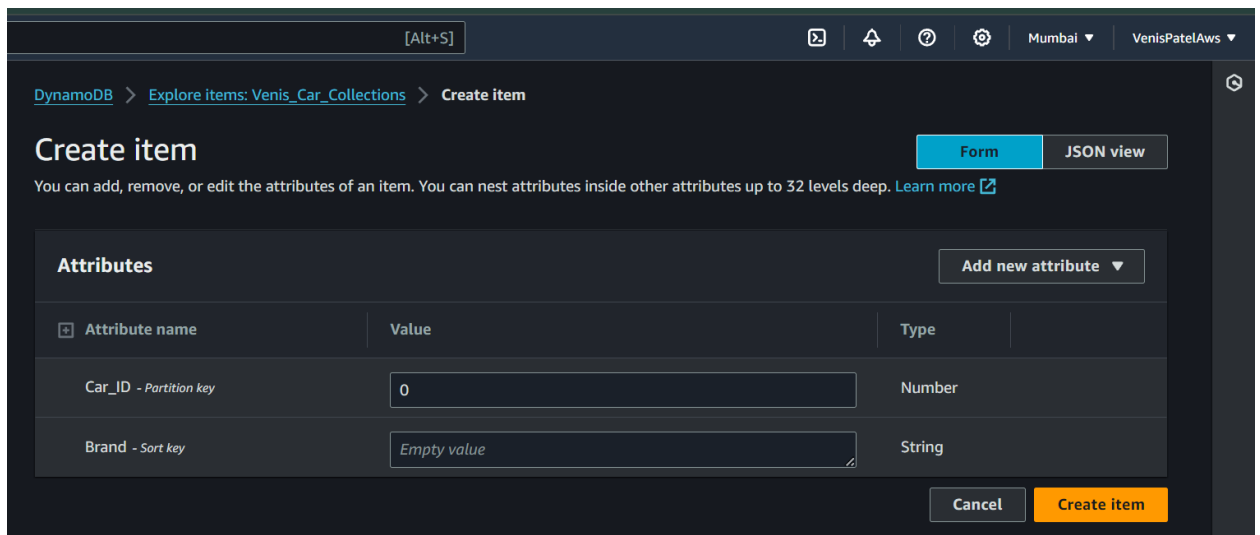 [Alt+S]
Mumbai ▼
VenisPatelAws ▼
DynamoDB > Explore items: Venis_Car_Collections > Create item
Create item
Form
JSON view
You can add, remove, or edit the attributes of an item. You can nest attributes inside other attributes up to 32 levels deep. Learn more
Attributes
Add new attribute ▼
Attribute name Value Type
Car_ID - Partition key 0 Number
Brand - Sort key Empty value String
Cancel
Create item